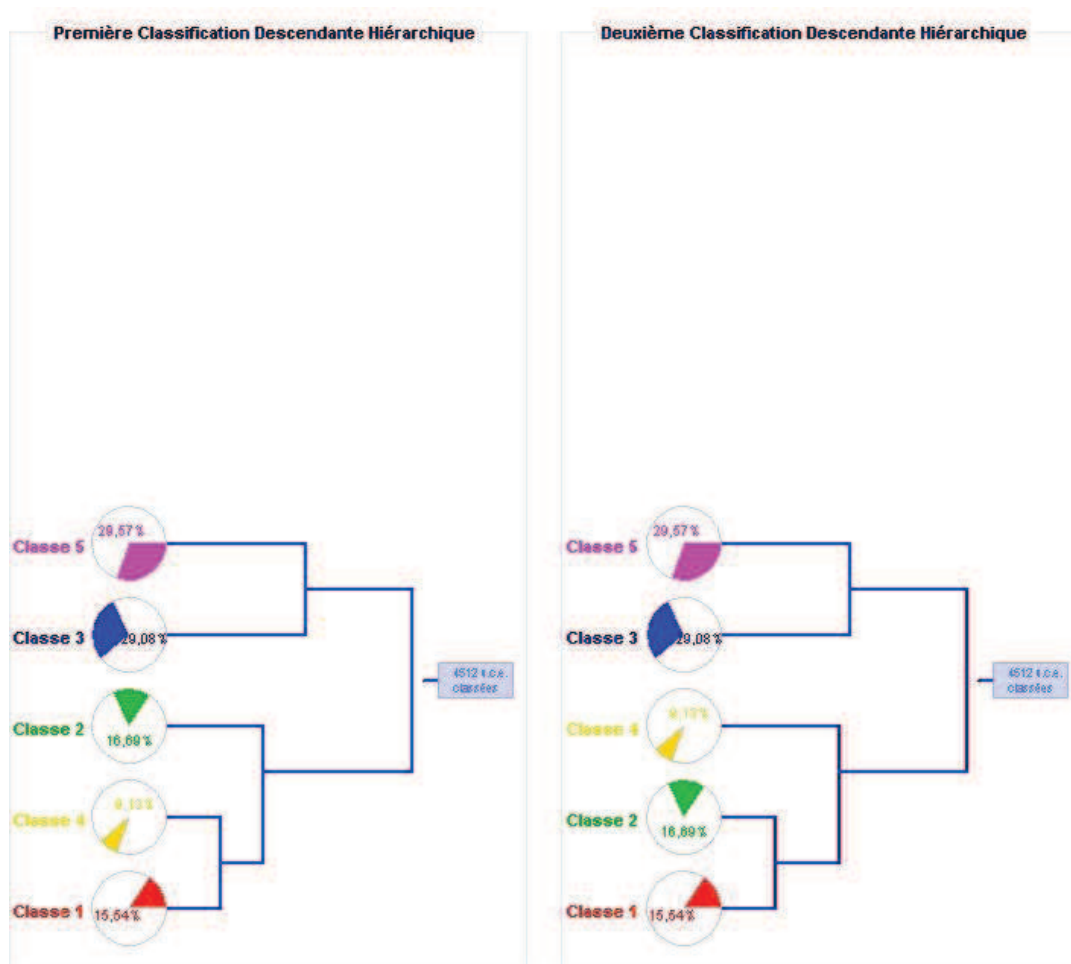 Première Classification Descendante Hiérarchique
29,57%
Classe 5
Classe 3
29,08%
Classe 2
16,69%
9,13%
Classe 4
Classe 1
15,54%
4512 u.c.e.
classées
Deuxième Classification Descendante Hiérarchique
29,57%
Classe 5
Classe 3
29,08%
9,13%
Classe 4
Classe 2
16,69%
Classe 1
15,54%
4512 u.c.e.
classées